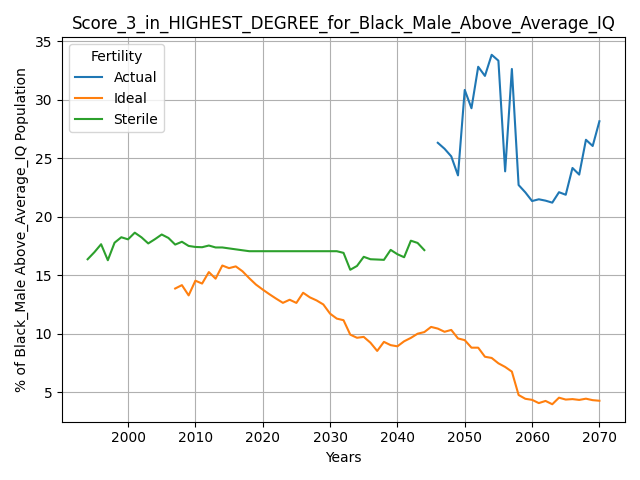 Score_3_in_HIGHEST_DEGREE_for_Black_Male_Above_Average_IQ
% of Black_Male Above_Average_IQ Population
35
30
25
20
15
10
5
Fertility
Actual
Ideal
Sterile
2000 2010 2020 2030 2040 2050 2060 2070
Years